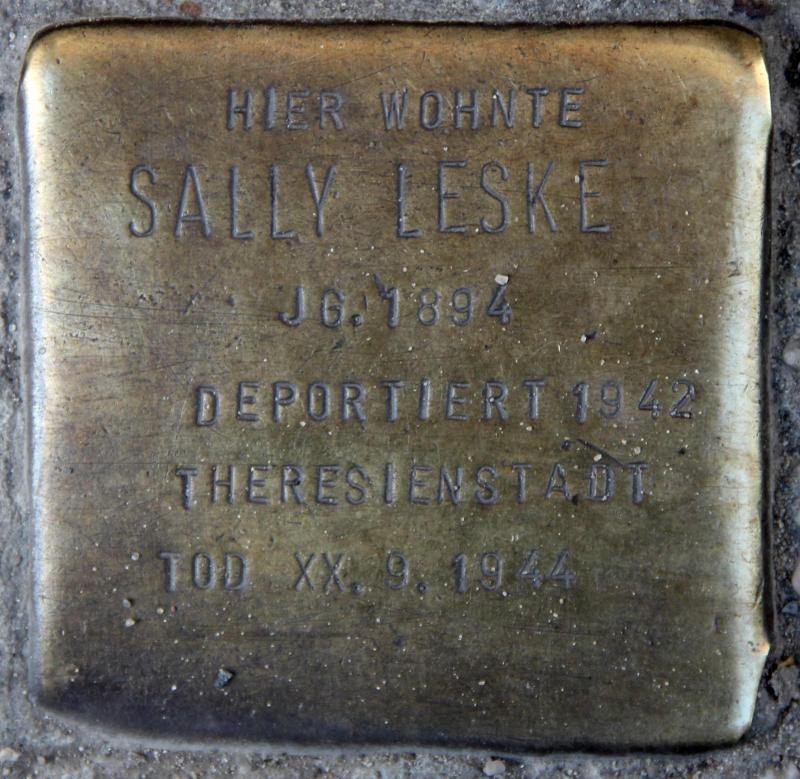 HIER WOHNTE
SALLY LESKE
JG. 1894
DEPORTIERT 1942
THERESIENSTADT
TOD XX. 9. 1944